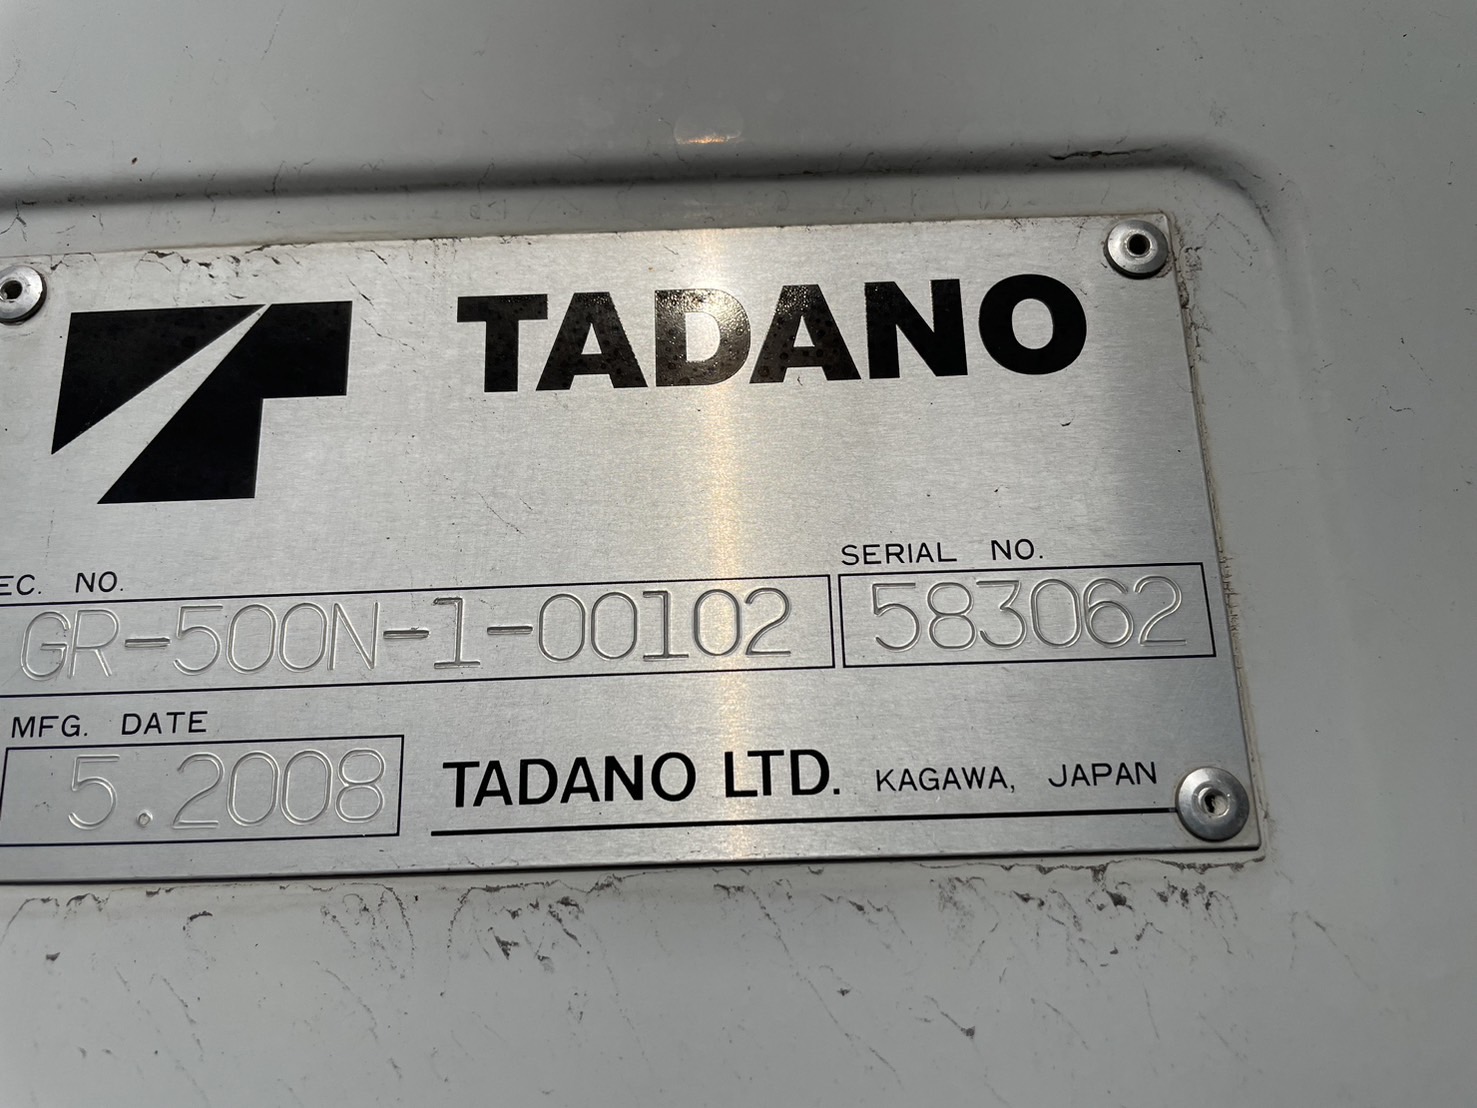 TADANO
EC. NO.
SERIAL NO.
GR-500N-1-00102
583062
MFG. DATE
5.2008
TADANO LTD. KAGAWA, JAPAN